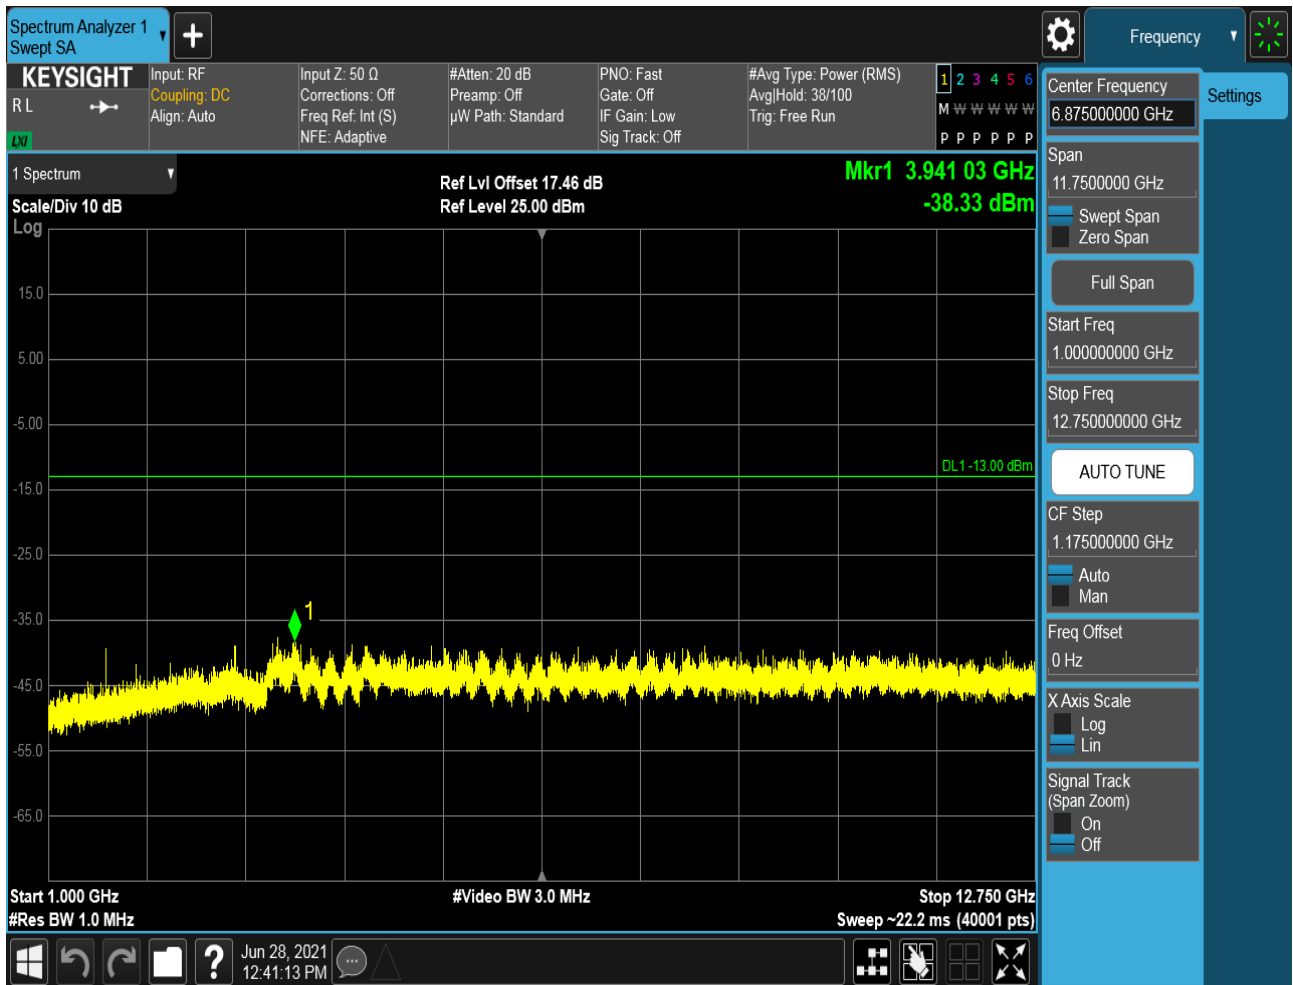 Spectrum Analyzer 1
Swept SA
Frequency
KEYSIGHT
R L
LXI
Input: RF
Coupling: DC
Align: Auto
Input Z: 50 Ω
Corrections: Off
Freq Ref: Int (S)
NFE: Adaptive
#Atten: 20 dB
Preamp: Off
µW Path: Standard
PNO: Fast
Gate: Off
IF Gain: Low
Sig Track: Off
#Avg Type: Power (RMS)
Avg|Hold: 38/100
Trig: Free Run
1 2 3 4 5 6
M W W W W W
P P P P P P
1 Spectrum
Scale/Div 10 dB
Log
Ref Lvl Offset 17.46 dB
Ref Level 25.00 dBm
Mkr1 3.941 03 GHz
-38.33 dBm
15.0
5.00
-5.00
DL1 -13.00 dBm
-15.0
-25.0
1
-35.0
-45.0
-55.0
-65.0
Start 1.000 GHz
#Res BW 1.0 MHz
#Video BW 3.0 MHz
Stop 12.750 GHz
Sweep ~22.2 ms (40001 pts)
?
Jun 28, 2021
12:41:13 PM
Center Frequency
6.875000000 GHz
Settings
Span
11.7500000 GHz
Swept Span
Zero Span
Full Span
Start Freq
1.000000000 GHz
Stop Freq
12.750000000 GHz
AUTO TUNE
CF Step
1.175000000 GHz
Auto
Man
Freq Offset
0 Hz
X Axis Scale
Log
Lin
Signal Track
(Span Zoom)
On
Off